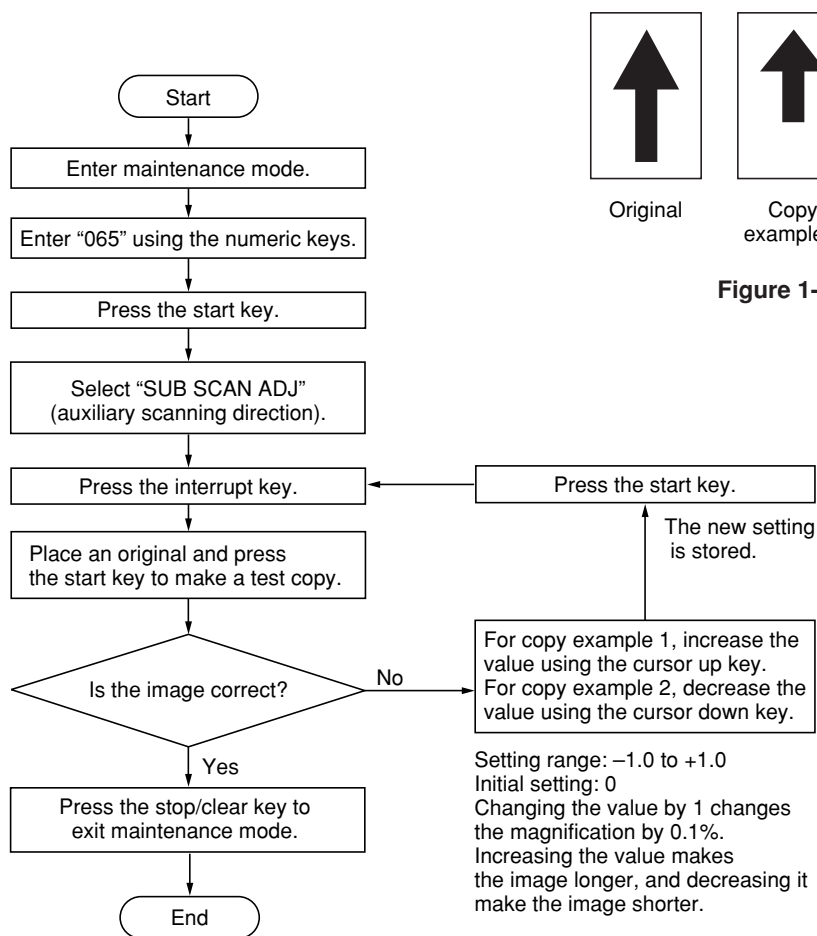 Start
Enter maintenance mode.
Enter “065” using the numeric keys.
Press the start key.
Select “SUB SCAN ADJ”
(auxiliary scanning direction).
Press the interrupt key.
Place an original and press
the start key to make a test copy.
Is the image correct?
No
Yes
Press the stop/clear key to
exit maintenance mode.
End
Original
Copy
example
Figure 1-
Press the start key.
The new setting
is stored.
For copy example 1, increase the
value using the cursor up key.
For copy example 2, decrease the
value using the cursor down key.
Setting range: –1.0 to +1.0
Initial setting: 0
Changing the value by 1 changes
the magnification by 0.1%.
Increasing the value makes
the image longer, and decreasing it
make the image shorter.